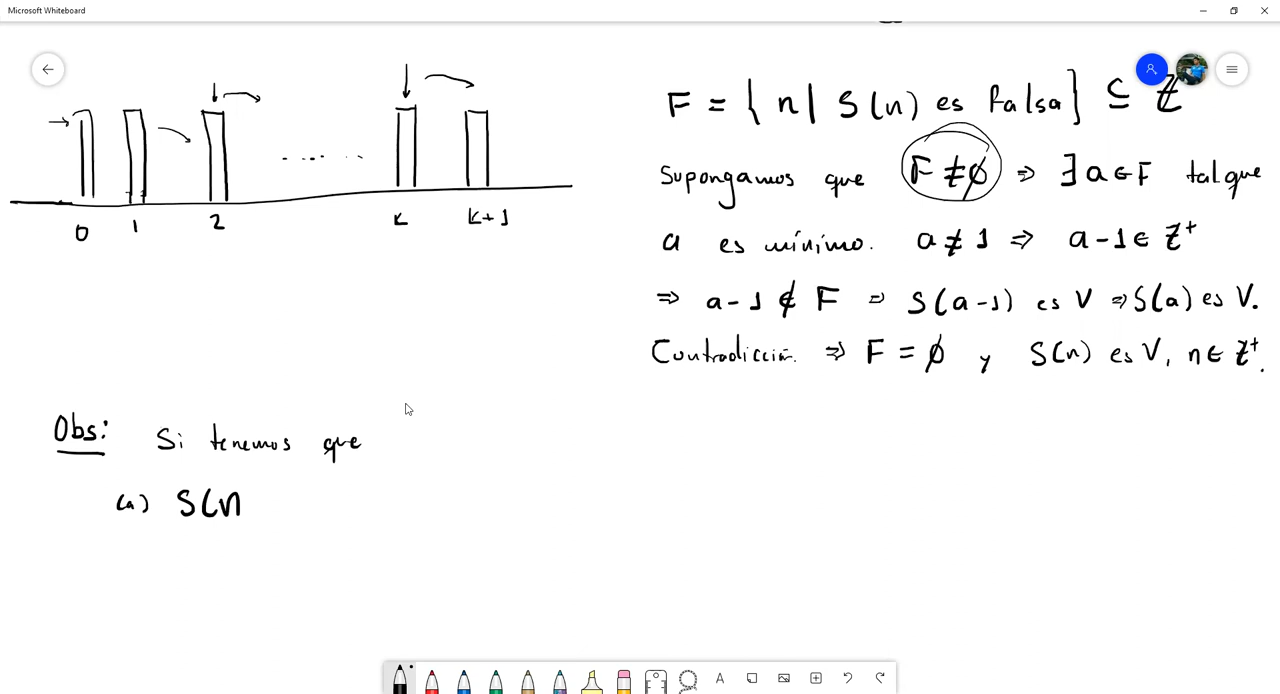 Microsoft Whiteboard
0 1 2 k k+1
F = { n | S(n) es falsa } ⊆ Z
Supongamos que F ≠ ∅ ⇒ ∃ a ∈ F tal que
a es mínimo. a ≠ 1 ⇒ a - 1 ∈ Z⁺
⇒ a - 1 ∉ F ⇒ S(a-1) es V ⇒ S(a) es V.
Contradicción. ⇒ F = ∅ y S(n) es V, n ∈ Z⁺.
Obs: Si tenemos que
(a) S(n